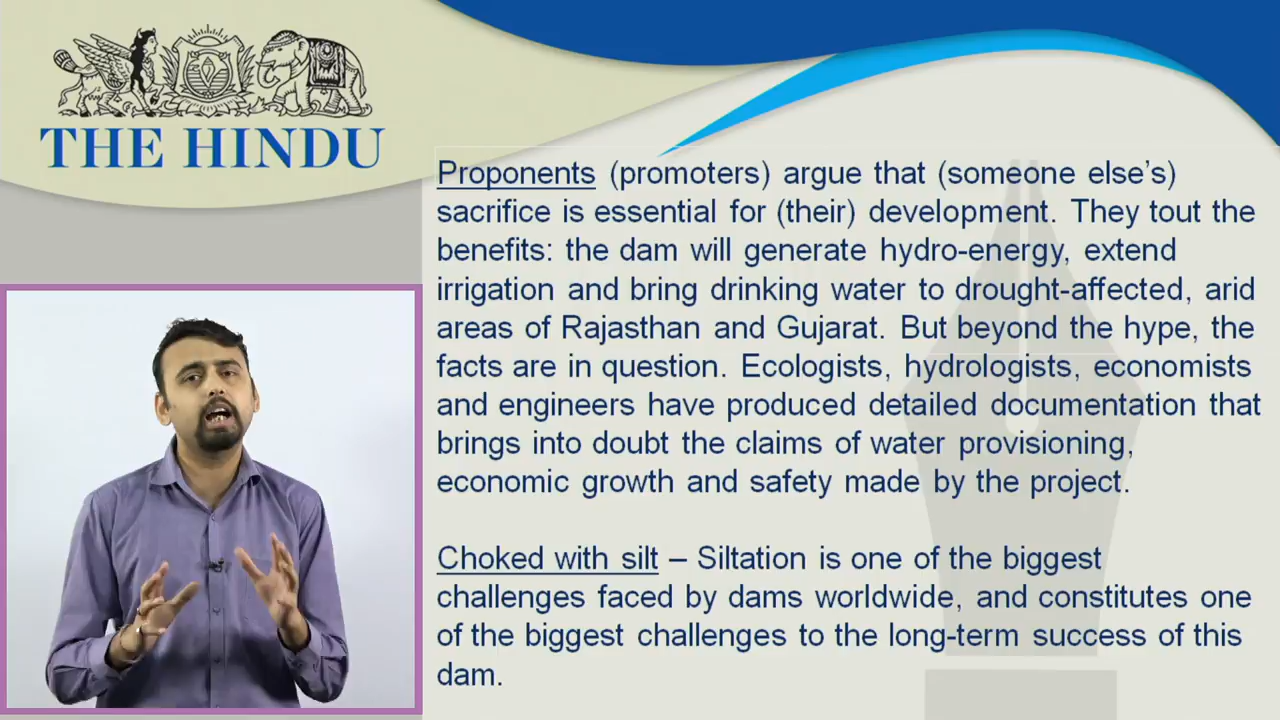 THE HINDU
Proponents (promoters) argue that (someone else's)
sacrifice is essential for (their) development. They tout the
benefits: the dam will generate hydro-energy, extend
irrigation and bring drinking water to drought-affected, arid
areas of Rajasthan and Gujarat. But beyond the hype, the
facts are in question. Ecologists, hydrologists, economists
and engineers have produced detailed documentation that
brings into doubt the claims of water provisioning,
economic growth and safety made by the project.
Choked with silt – Siltation is one of the biggest
challenges faced by dams worldwide, and constitutes one
of the biggest challenges to the long-term success of this
dam.